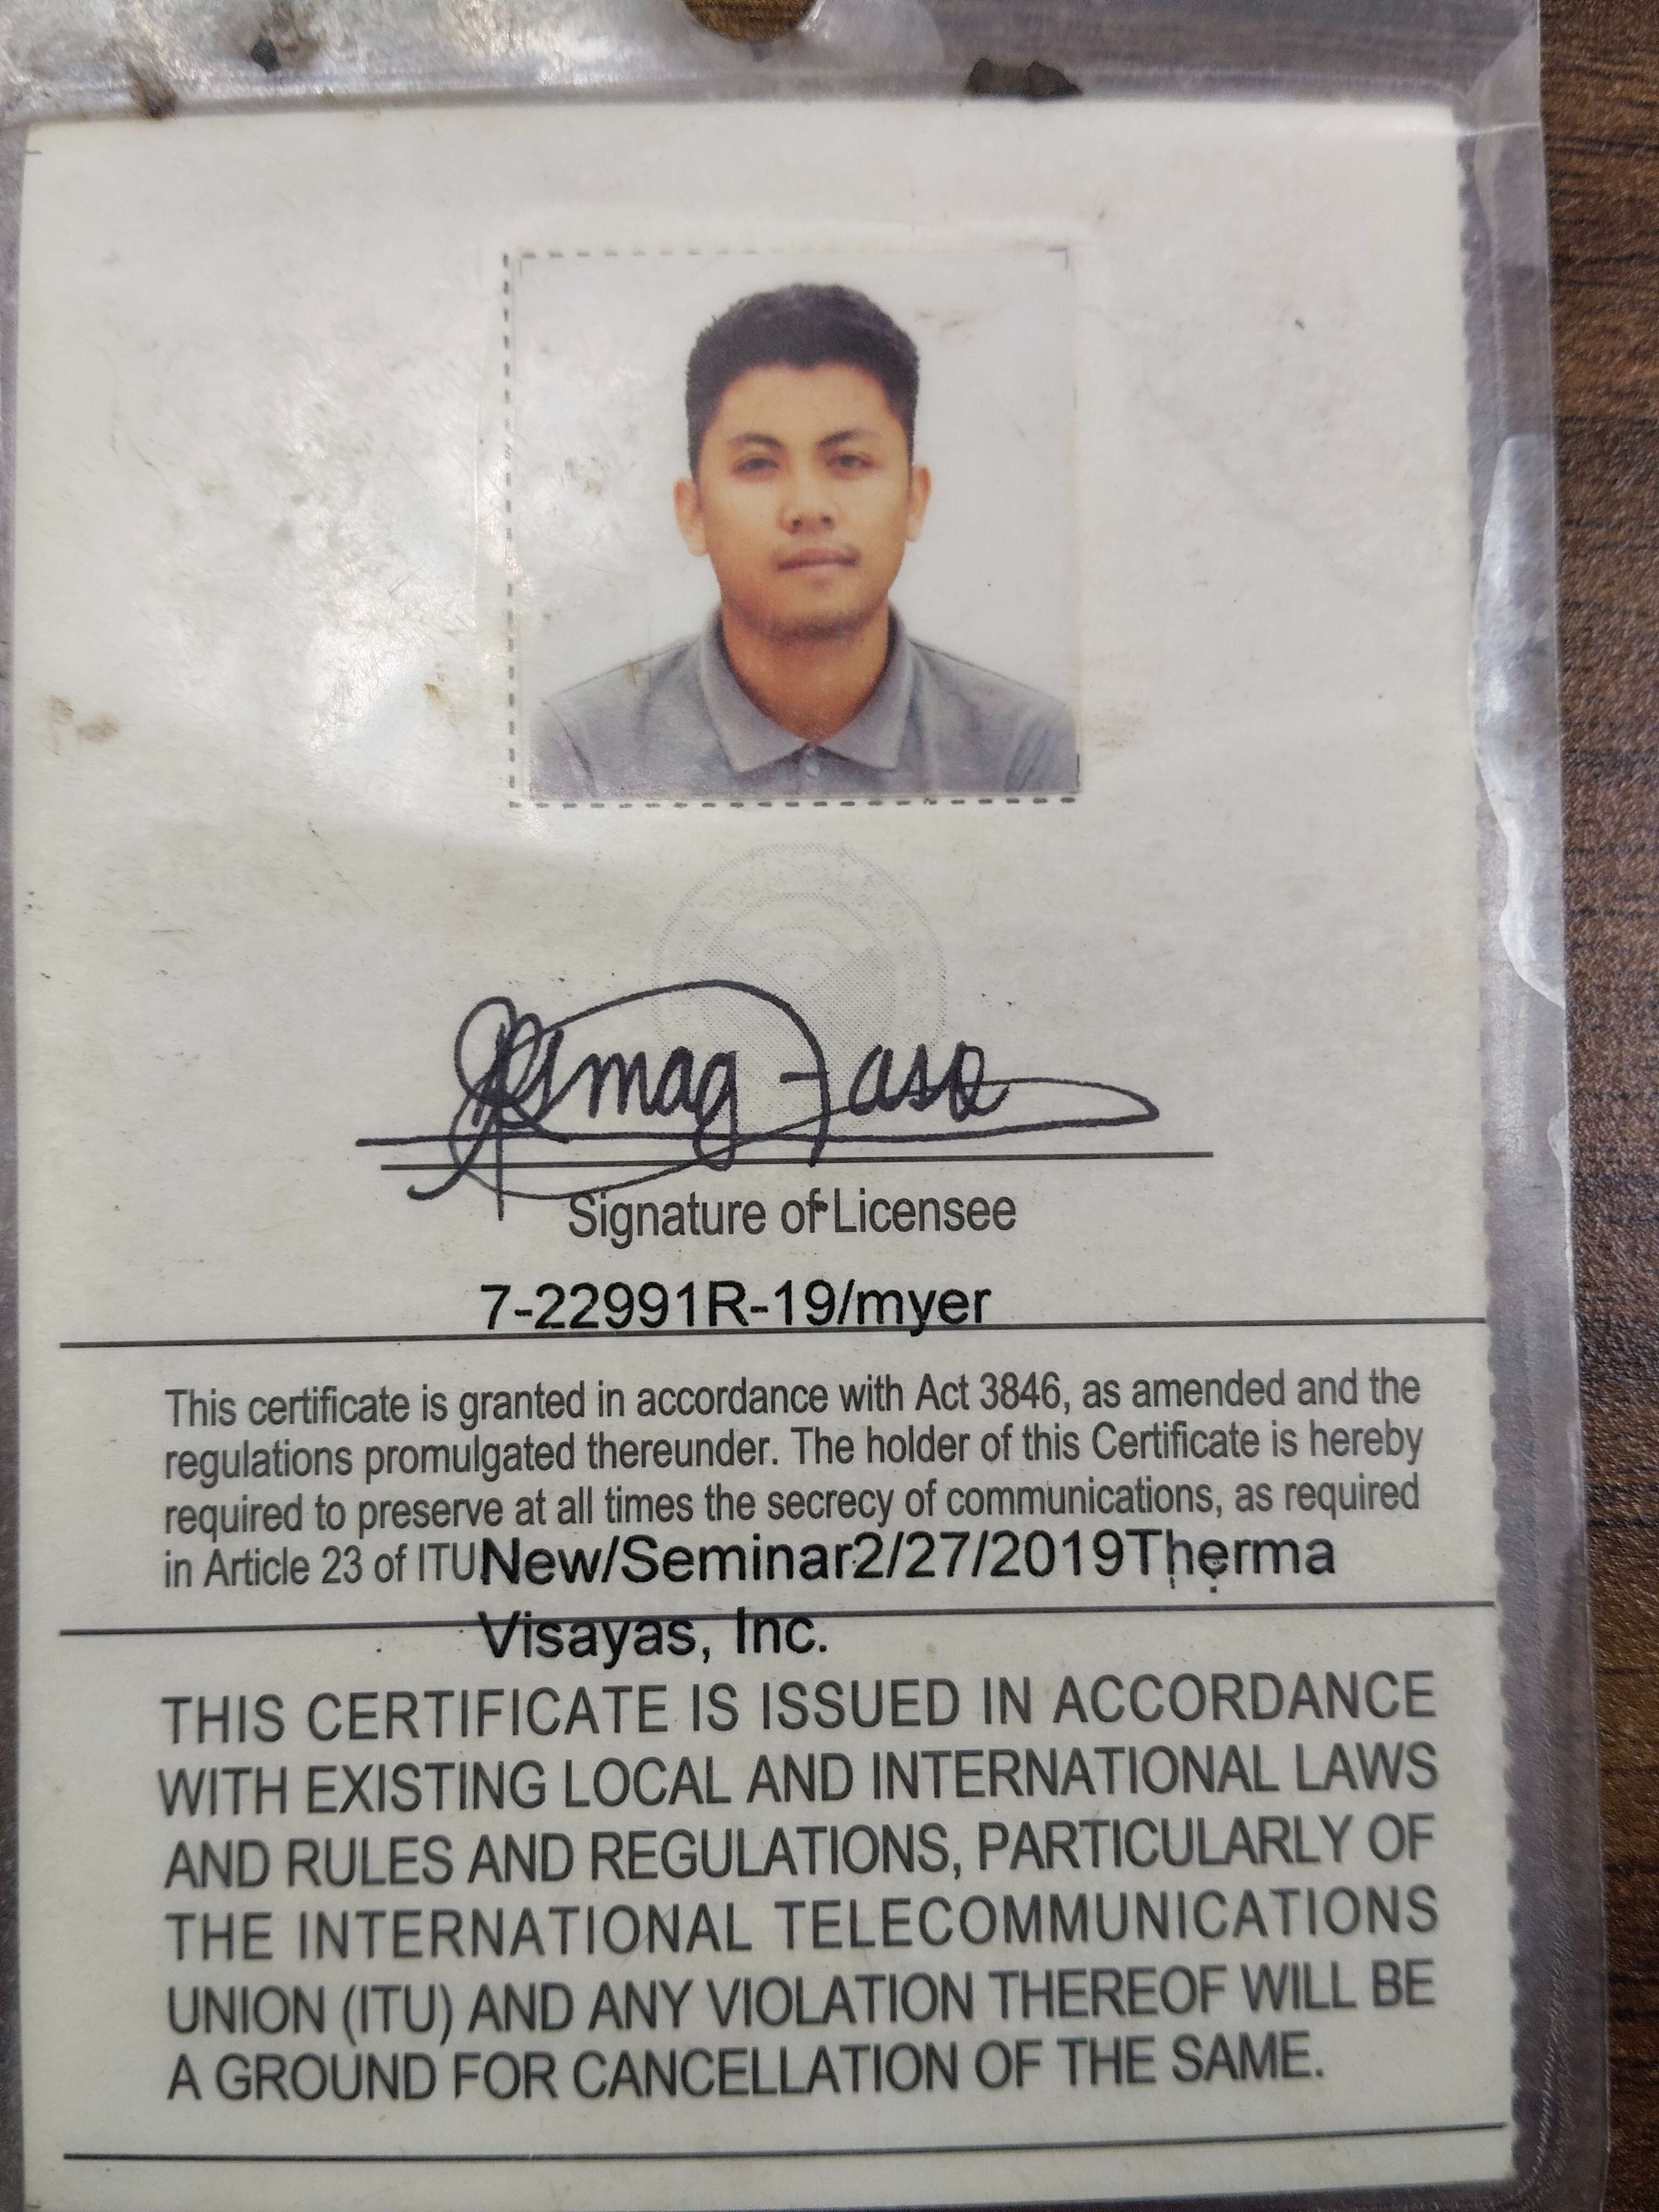 Signature of Licensee
7-22991R-19/myer
This certificate is granted in accordance with Act 3846, as amended and the
regulations promulgated thereunder. The holder of this Certificate is hereby
required to preserve at all times the secrecy of communications, as required
in Article 23 of ITU.New/Seminar2/27/2019Therma
Visayas, Inc.
THIS CERTIFICATE IS ISSUED IN ACCORDANCE
WITH EXISTING LOCAL AND INTERNATIONAL LAWS
AND RULES AND REGULATIONS, PARTICULARLY OF
THE INTERNATIONAL TELECOMMUNICATIONS
UNION (ITU) AND ANY VIOLATION THEREOF WILL BE
A GROUND FOR CANCELLATION OF THE SAME.